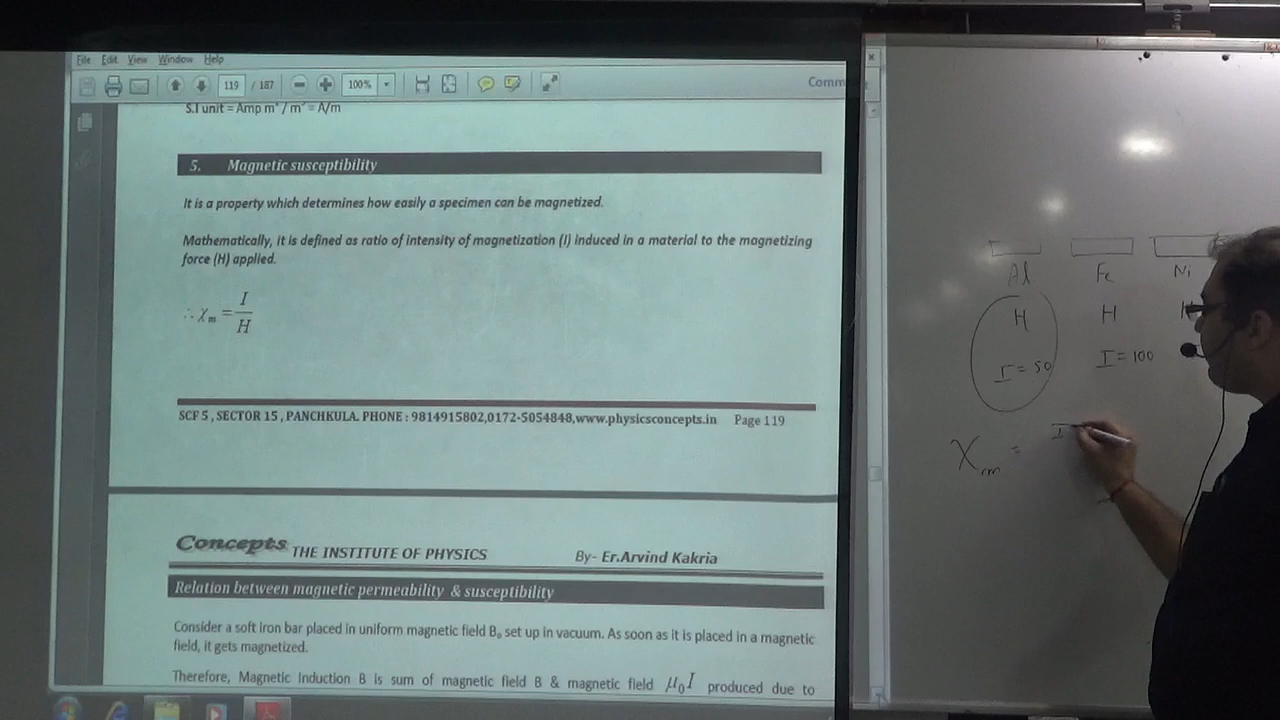 File Edit View Window Help
119 / 187 100% Comm
S.I unit = Amp m² / m³ = A/m
5. Magnetic susceptibility
It is a property which determines how easily a specimen can be magnetized.
Mathematically, it is defined as ratio of intensity of magnetization (I) induced in a material to the magnetizing
force (H) applied.
∴ χm = I / H
SCF 5 , SECTOR 15 , PANCHKULA. PHONE : 9814915802,0172-5054848,www.physicsconcepts.in Page 119
Concepts THE INSTITUTE OF PHYSICS By- Er.Arvind Kakria
Relation between magnetic permeability & susceptibility
Consider a soft iron bar placed in uniform magnetic field B₀ set up in vacuum. As soon as it is placed in a magnetic
field, it gets magnetized.
Therefore, Magnetic Induction B is sum of magnetic field B & magnetic field μ₀I produced due to
Al Fe Ni
H H H
I = 50 I = 100
χm = I